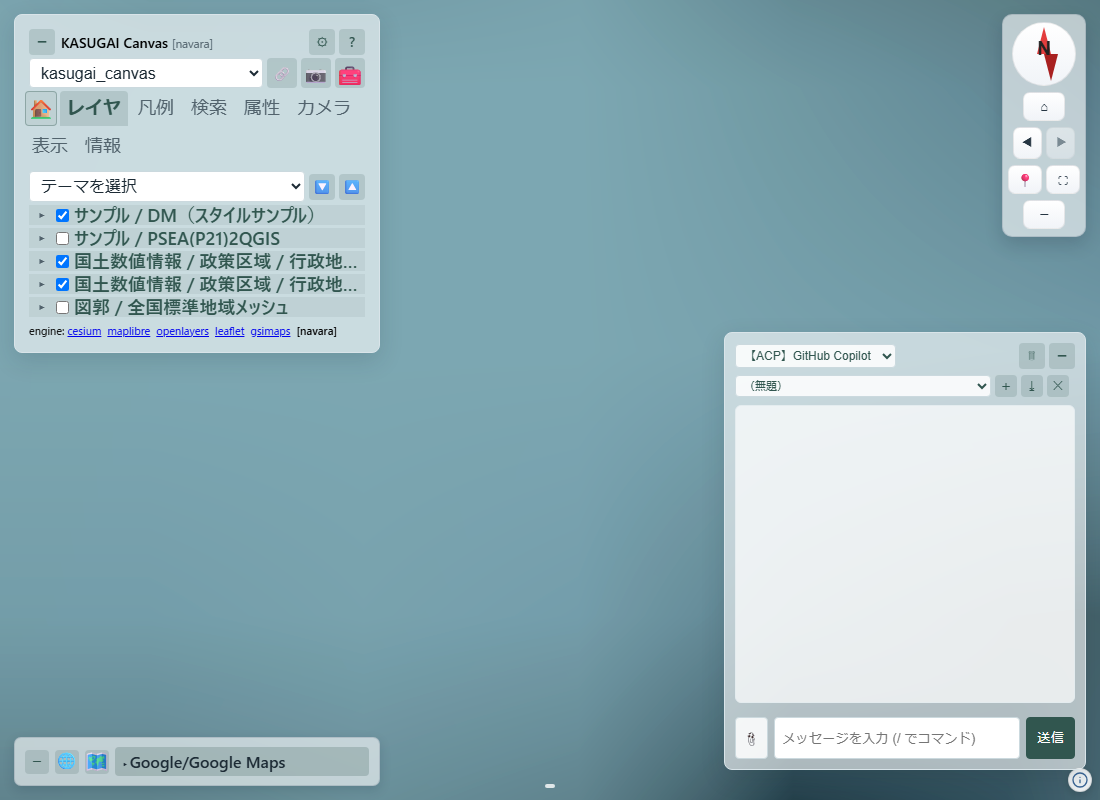 KASUGAI Canvas [navara]
?
kasugai_canvas
レイヤ 凡例 検索 属性 カメラ
表示 情報
テーマを選択
サンプル / DM（スタイルサンプル）
サンプル / PSEA(P21)2QGIS
国土数値情報 / 政策区域 / 行政地…
国土数値情報 / 政策区域 / 行政地…
図郭 / 全国標準地域メッシュ
engine: cesium maplibre openlayers leaflet gsimaps [navara]
N
【ACP】GitHub Copilot
（無題）
メッセージを入力 (/ でコマンド)
送信
Google/Google Maps